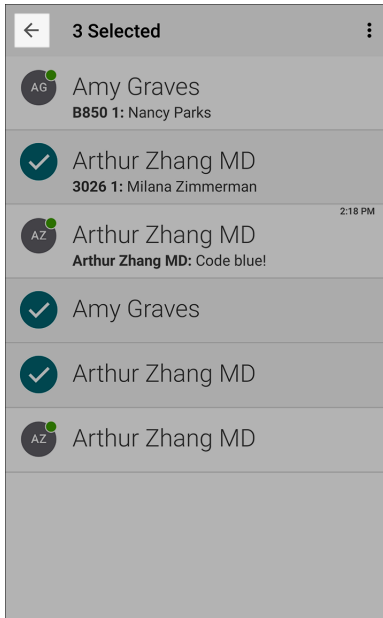 3 Selected
AG
Amy Graves
B850 1: Nancy Parks
Arthur Zhang MD
3026 1: Milana Zimmerman
2:18 PM
AZ
Arthur Zhang MD
Arthur Zhang MD: Code blue!
Amy Graves
Arthur Zhang MD
AZ
Arthur Zhang MD